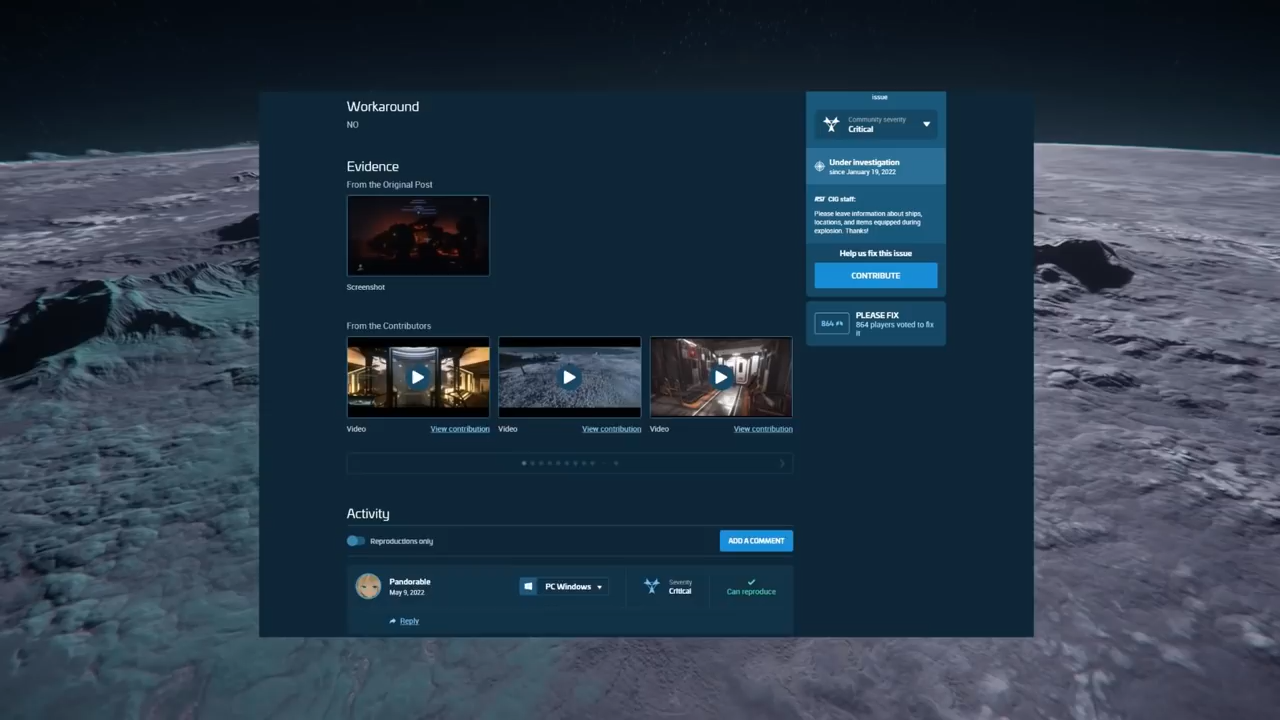 Workaround
NO
Evidence
From the Original Post
Screenshot
From the Contributors
Video
View contribution
Video
View contribution
Video
View contribution
Activity
Reproductions only
ADD A COMMENT
Pandorable
May 9, 2022
PC Windows
Severity
Critical
Can reproduce
Reply
issue
Community severity
Critical
Under investigation
since January 19, 2022
RSI CIG staff:
Please leave information about ships,
locations, and items equipped during
explosion. Thanks!
Help us fix this issue
CONTRIBUTE
864
PLEASE FIX
864 players voted to fix
it